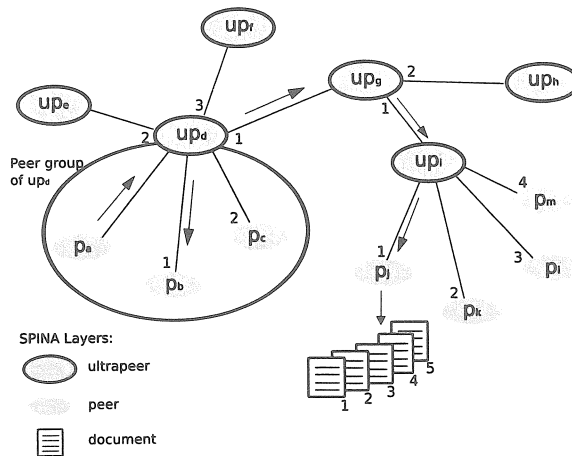 upf
upg
2
uph
upe
3
1
upd
2
1
upi
Peer group
of upd
4
pm
pa
2
pc
1
pj
3
pi
1
pb
2
pk
SPINA Layers:
ultrapeer
5
4
3
2
1
peer
document